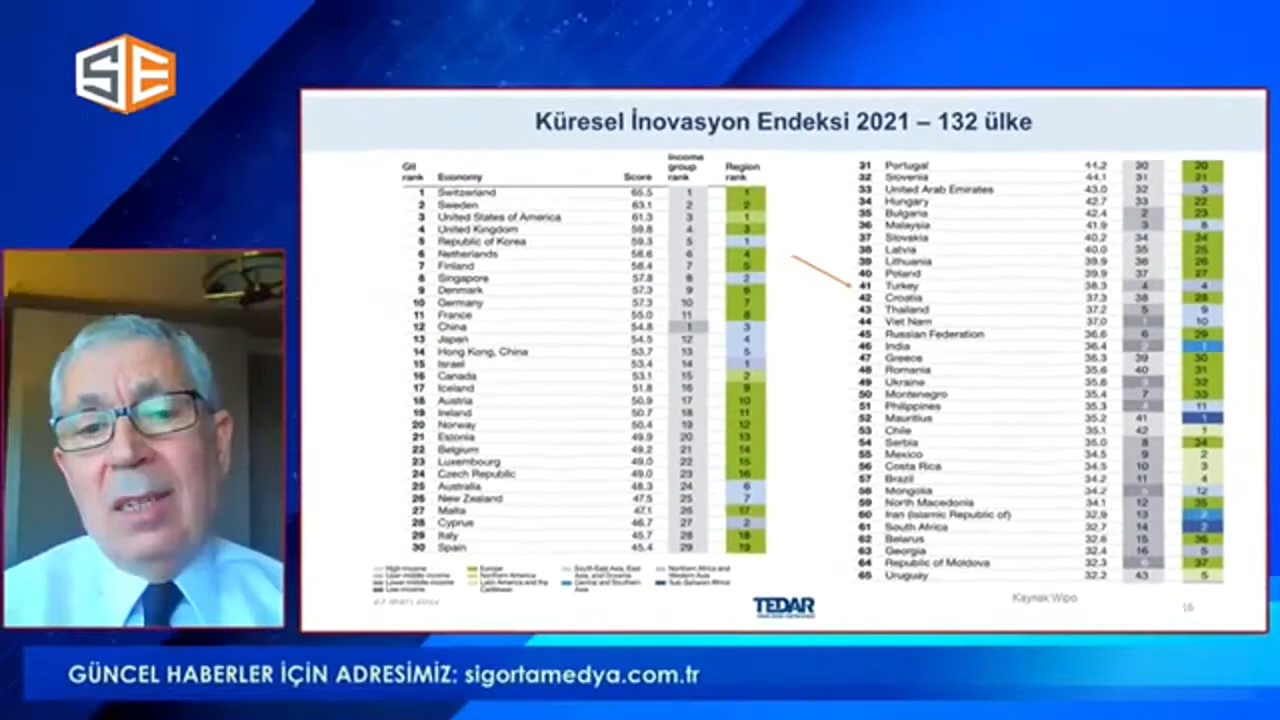 SE
Küresel İnovasyon Endeksi 2021 – 132 ülke
GII rank Economy Score Income group rank Region rank
1 Switzerland 65.5 1 1
2 Sweden 63.1 2 2
3 United States of America 61.3 3 1
4 United Kingdom 59.8 4 3
5 Republic of Korea 59.3 5 1
6 Netherlands 58.6 6 4
7 Finland 58.4 7 5
8 Singapore 57.8 8 2
9 Denmark 57.3 9 6
10 Germany 57.3 10 7
11 France 55.0 11 8
12 China 54.8 1 3
13 Japan 54.5 12 4
14 Hong Kong, China 53.7 13 5
15 Israel 53.4 14 1
16 Canada 53.1 15 2
17 Iceland 51.8 16 9
18 Austria 50.9 17 10
19 Ireland 50.7 18 11
20 Norway 50.4 19 12
21 Estonia 49.9 20 13
22 Belgium 49.2 21 14
23 Luxembourg 49.0 22 15
24 Czech Republic 49.0 23 16
25 Australia 48.3 24 6
26 New Zealand 47.5 25 7
27 Malta 47.1 26 17
28 Cyprus 46.7 27 2
29 Italy 45.7 28 18
30 Spain 45.4 29 19
31 Portugal 44.2 30 20
32 Slovenia 44.1 31 21
33 United Arab Emirates 43.0 32 3
34 Hungary 42.7 33 22
35 Bulgaria 42.4 2 23
36 Malaysia 41.9 3 8
37 Slovakia 40.2 34 24
38 Latvia 40.0 35 25
39 Lithuania 39.9 36 26
40 Poland 39.9 37 27
41 Turkey 38.3 4 4
42 Croatia 37.3 38 28
43 Thailand 37.2 5 9
44 Viet Nam 37.0 1 10
45 Russian Federation 36.6 6 29
46 India 36.4 2 1
47 Greece 36.3 39 30
48 Romania 35.6 40 31
49 Ukraine 35.6 3 32
50 Montenegro 35.4 7 33
51 Philippines 35.3 4 11
52 Mauritius 35.2 41 1
53 Chile 35.1 42 1
54 Serbia 35.0 8 34
55 Mexico 34.5 9 2
56 Costa Rica 34.5 10 3
57 Brazil 34.2 11 4
58 Mongolia 34.2 5 12
59 North Macedonia 34.1 12 35
60 Iran (Islamic Republic of) 32.9 13 2
61 South Africa 32.7 14 2
62 Belarus 32.6 15 36
63 Georgia 32.4 16 5
64 Republic of Moldova 32.3 6 37
65 Uruguay 32.2 43 5
High-income
Upper middle-income
Lower middle-income
Low-income
Europe
Northern America
Latin America and the Caribbean
South-East Asia, East Asia, and Oceania
Central and Southern Asia
Northern Africa and Western Asia
Sub-Saharan Africa
TEDAR
Kaynak Wipo
16
GÜNCEL HABERLER İÇİN ADRESİMİZ: sigortamedya.com.tr